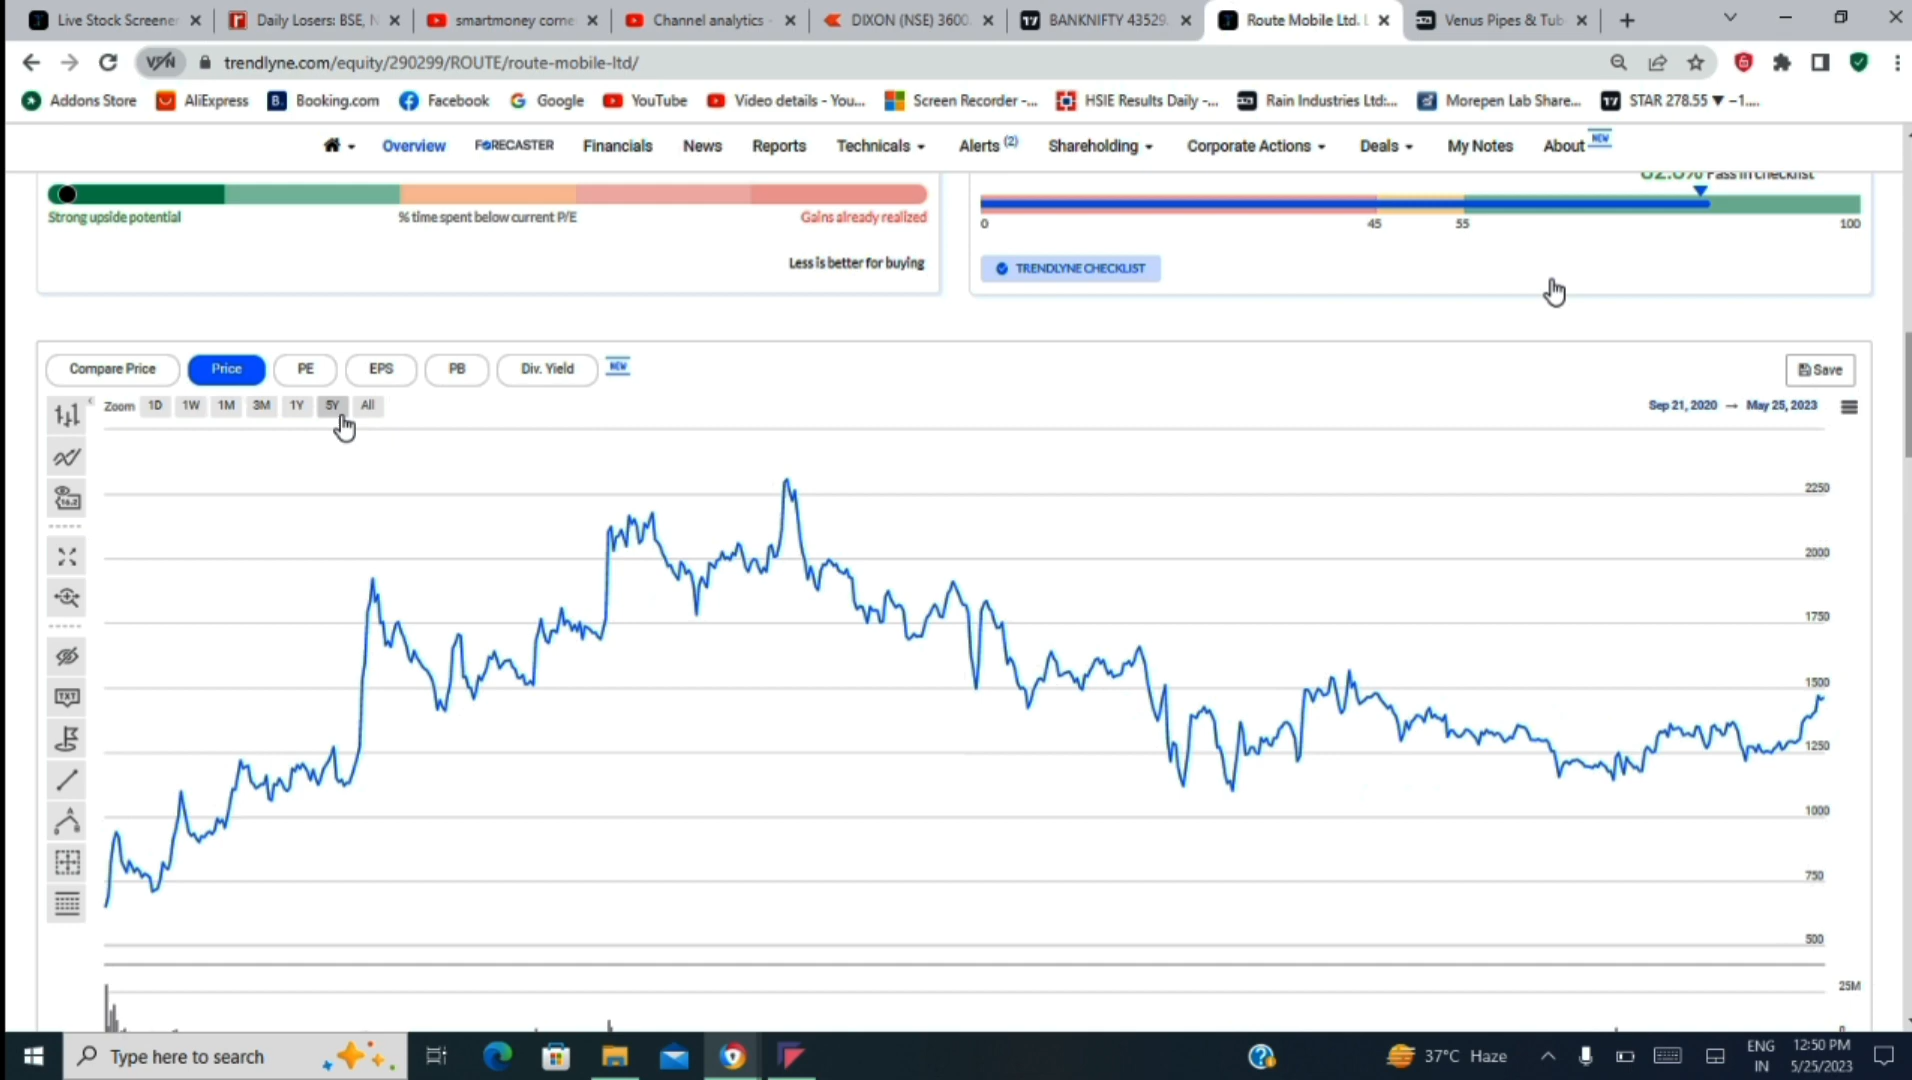 Live Stock Screener
Daily Losers: BSE, N
smartmoney corne
Channel analytics -
DIXON (NSE) 3600.
BANKNIFTY 43529.
Route Mobile Ltd. L
Venus Pipes & Tub
VPN
trendlyne.com/equity/290299/ROUTE/route-mobile-ltd/
Addons Store
AliExpress
Booking.com
Facebook
Google
YouTube
Video details - You...
Screen Recorder -...
HSIE Results Daily -...
Rain Industries Ltd:...
Morepen Lab Share...
STAR 278.55 ▼ −1....
Overview
FORECASTER
Financials
News
Reports
Technicals
Alerts (2)
Shareholding
Corporate Actions
Deals
My Notes
About
NEW
Pass in checklist
Strong upside potential
% time spent below current P/E
Gains already realized
0
45
55
100
Less is better for buying
TRENDLYNE CHECKLIST
Compare Price
Price
PE
EPS
PB
Div. Yield
NEW
Save
Zoom
1D
1W
1M
3M
1Y
5Y
All
Sep 21, 2020 → May 25, 2023
2250
2000
1750
1500
1250
1000
750
500
25M
0
TXT
Type here to search
37°C Haze
ENG
IN
12:50 PM
5/25/2023